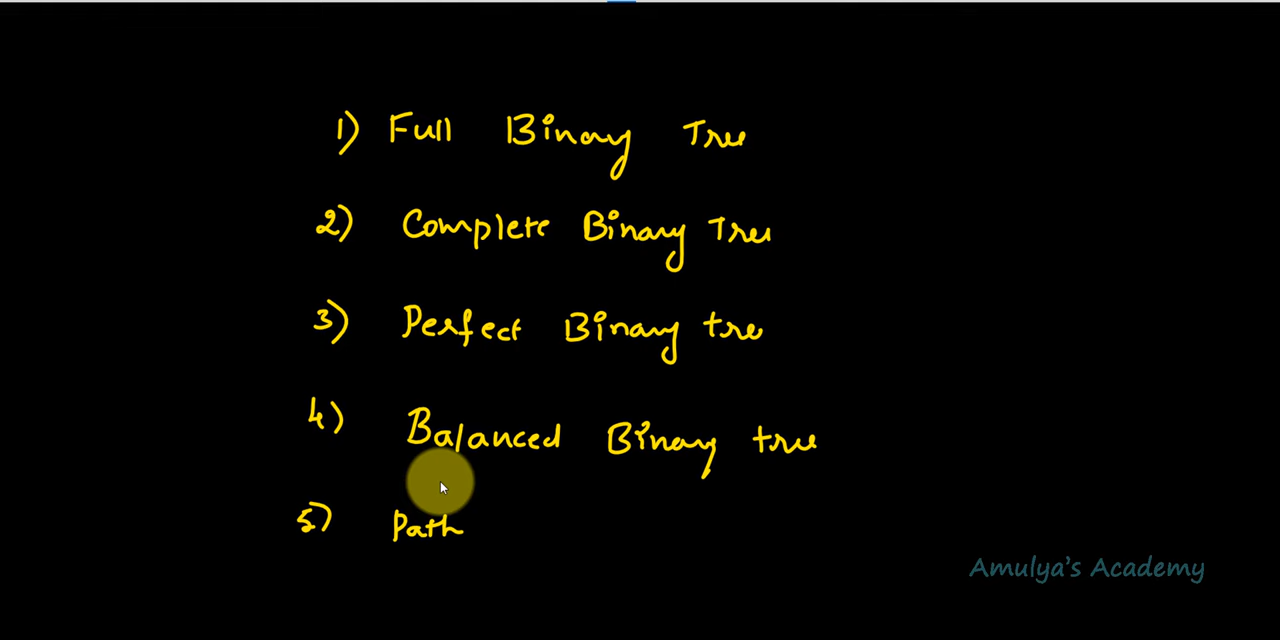 1) Full Binary Tree
2) Complete Binary Tree
3) Perfect Binary tree
4) Balanced Binary tree
5) Path
Amulya's Academy